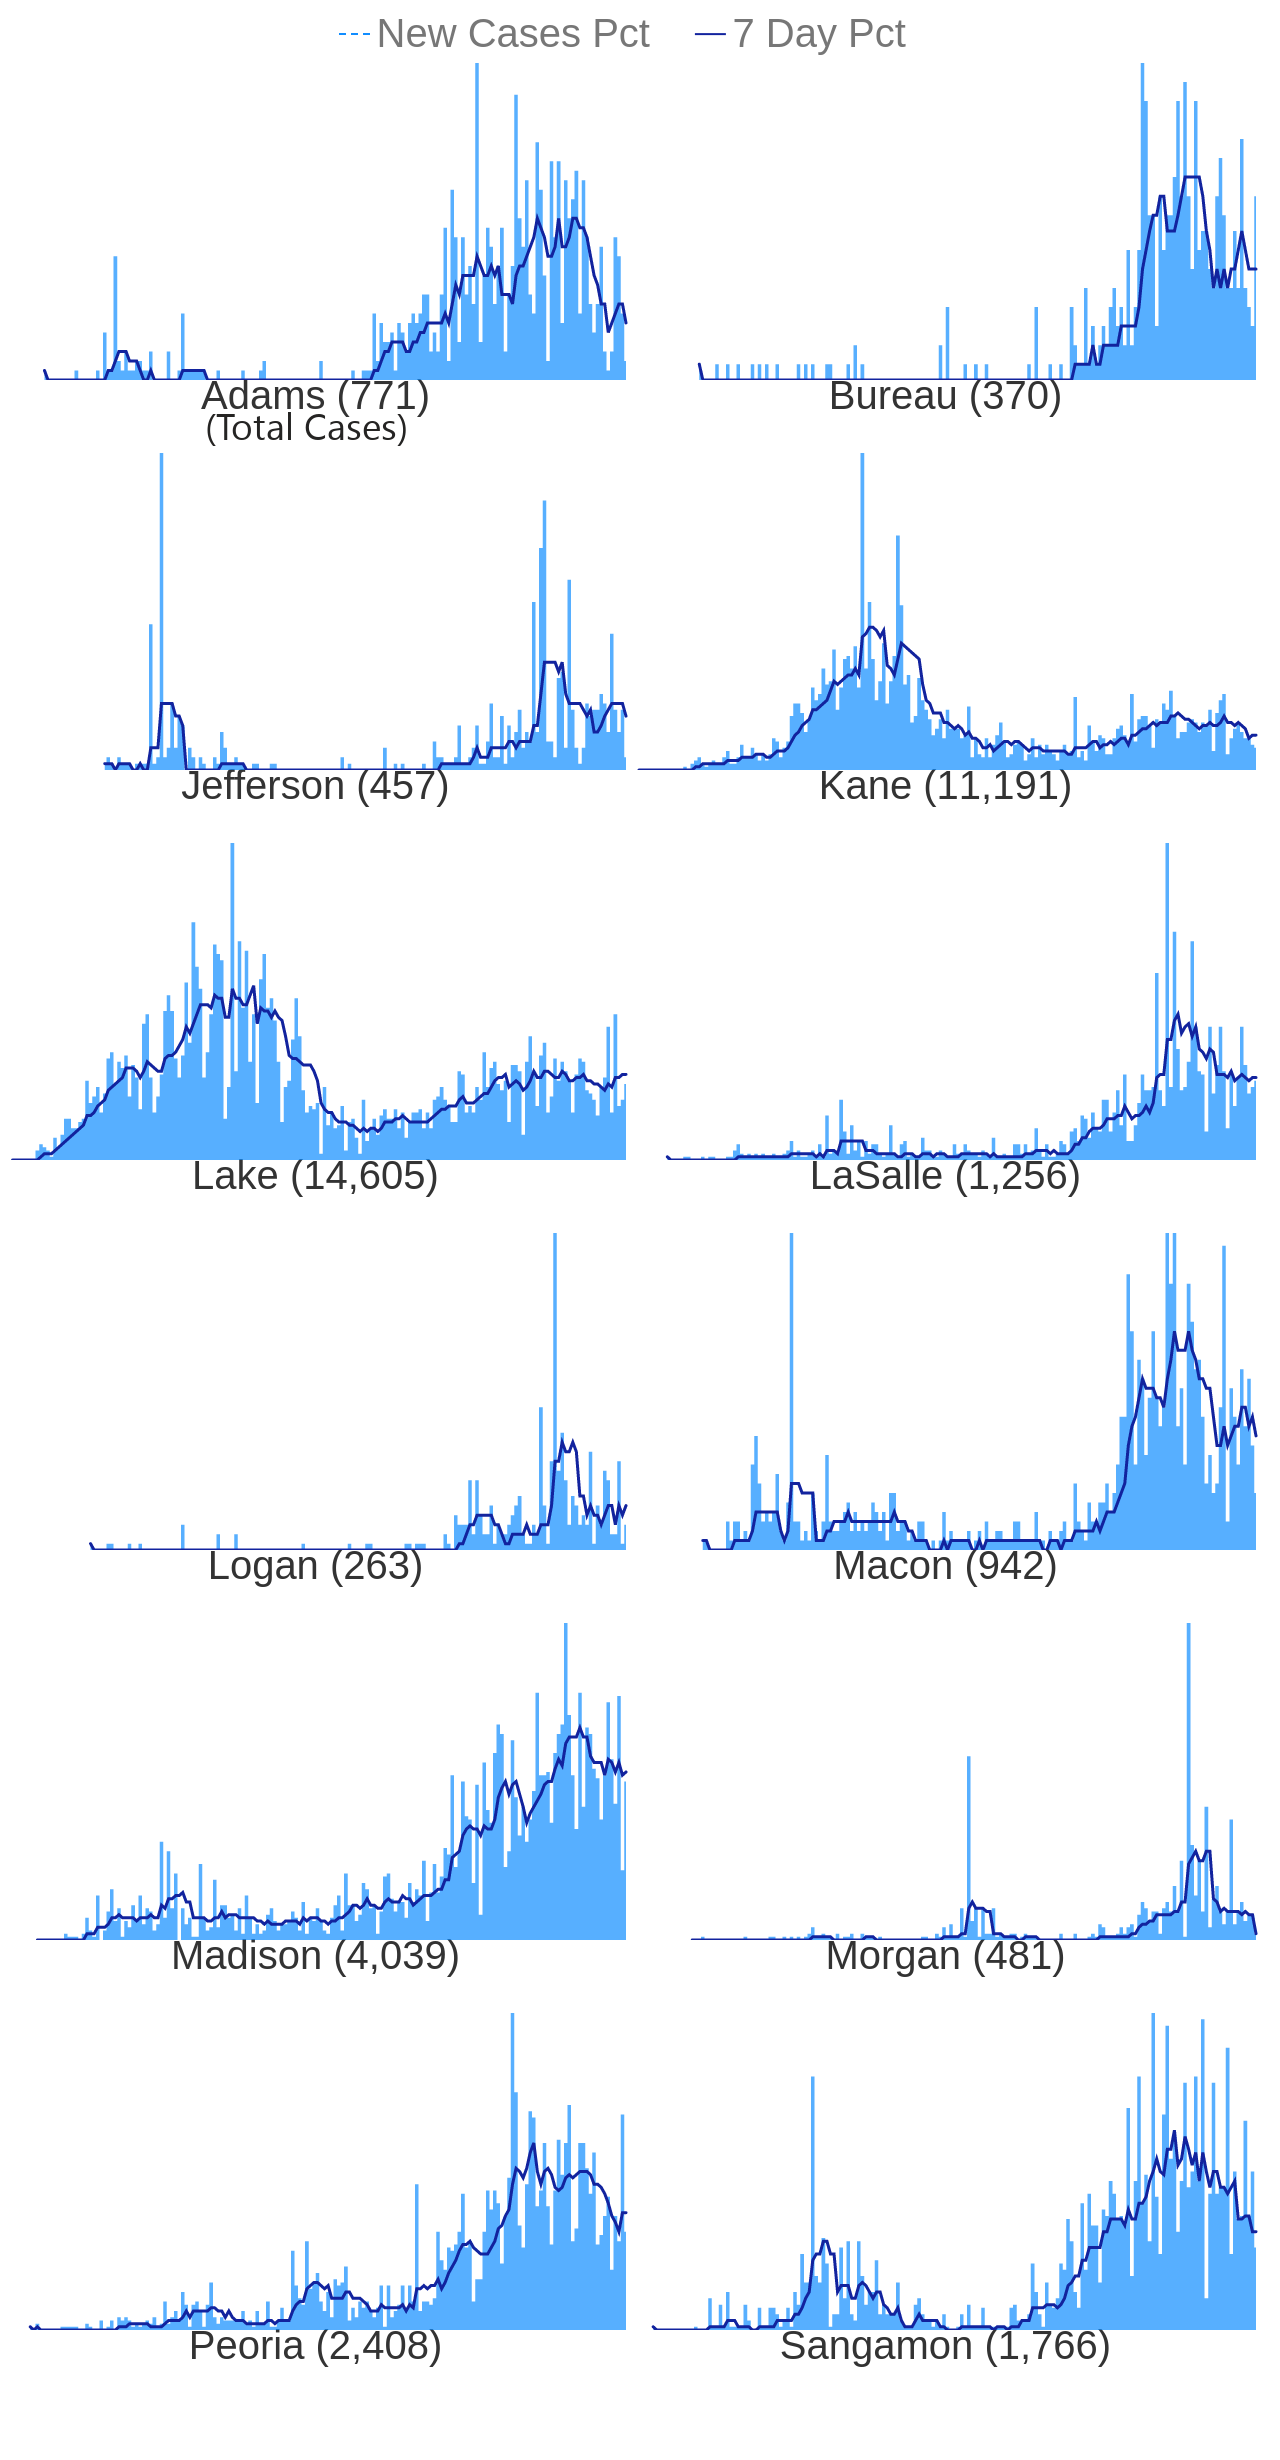 New Cases Pct 7 Day Pct
Adams (771) Bureau (370)
(Total Cases)
Jefferson (457) Kane (11,191)
Lake (14,605) LaSalle (1,256)
Logan (263) Macon (942)
Madison (4,039) Morgan (481)
Peoria (2,408) Sangamon (1,766)